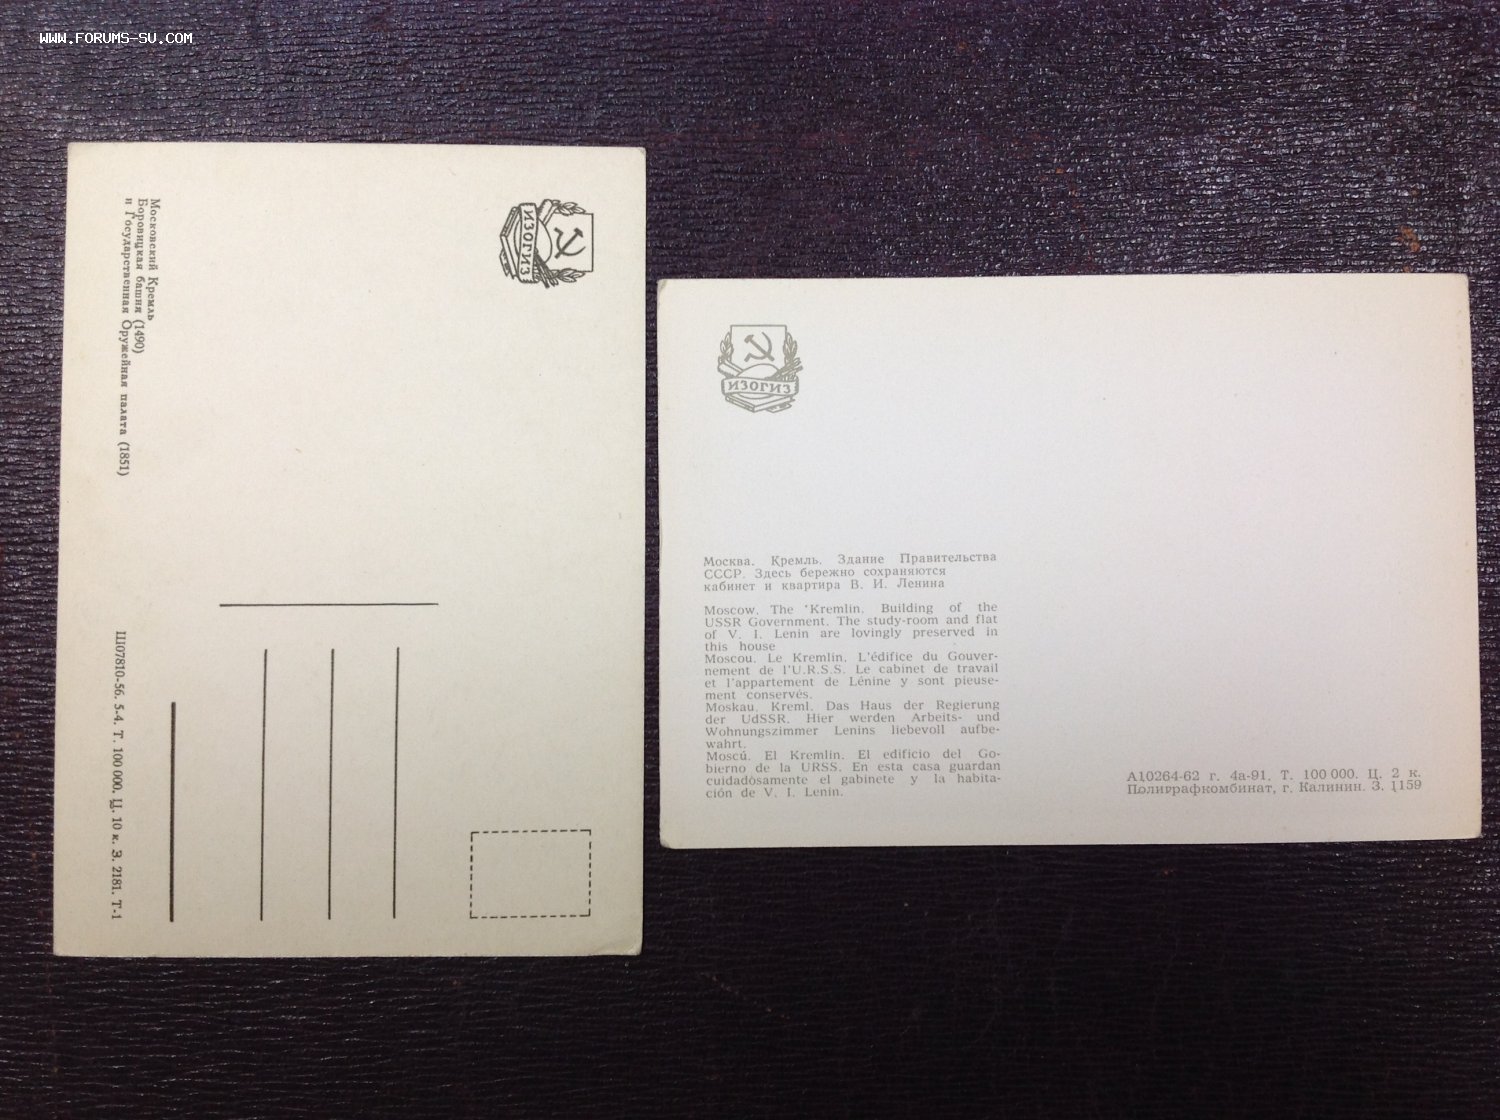 WWW.FORUMS-SU.COM
ИЗОГИЗ
Московский Кремль
Боровицкая башня (1490)
и Государственная Оружейная палата (1851)
Ш07810-56. 5-4. Т. 100 000. Ц. 10 к. З. 2181. Т-1
ИЗОГИЗ
Москва. Кремль. Здание Правительства
СССР. Здесь бережно сохраняются
кабинет и квартира В. И. Ленина
Moscow. The Kremlin. Building of the
USSR Government. The study-room and flat
of V. I. Lenin are lovingly preserved in
this house
Moscou. Le Kremlin. L'édifice du Gouver-
nement de l'U.R.S.S. Le cabinet de travail
et l'appartement de Lénine y sont pieuse-
ment conservés.
Moskau. Kreml. Das Haus der Regierung
der UdSSR. Hier werden Arbeits- und
Wohnungszimmer Lenins liebevoll aufbe-
wahrt.
Moscú. El Kremlin. El edificio del Go-
bierno de la URSS. En esta casa guardan
cuidadosamente el gabinete y la habita-
ción de V. I. Lenin.
А10264-62 г. 4а-91. Т. 100 000. Ц. 2 к.
Полиграфкомбинат, г. Калинин. З. 1159